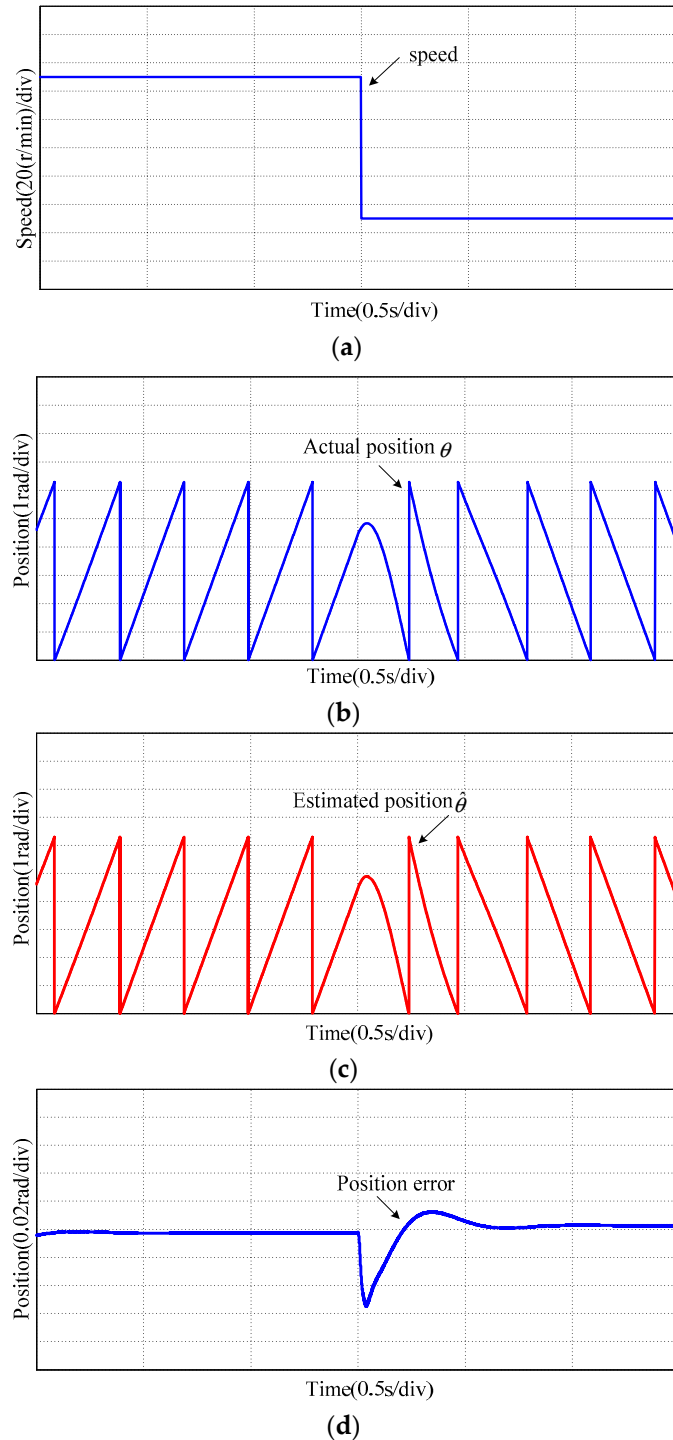 speed
Speed(20(r/min)/div)
Time(0.5s/div)
(a)
Actual position θ
Position(1rad/div)
Time(0.5s/div)
(b)
Estimated position θ̂
Position(1rad/div)
Time(0.5s/div)
(c)
Position error
Position(0.02rad/div)
Time(0.5s/div)
(d)